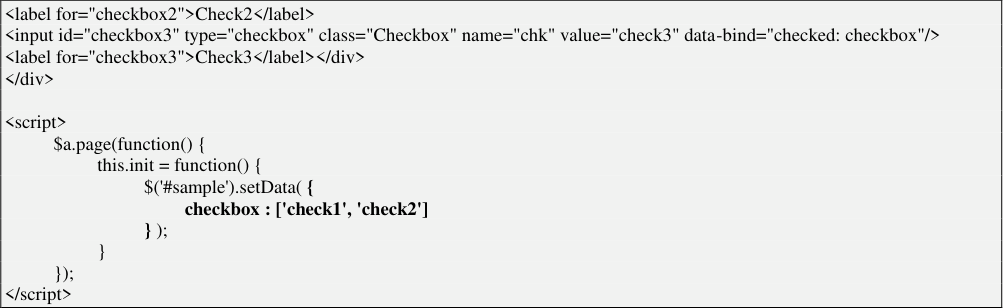 <label for="checkbox2">Check2</label>
<input id="checkbox3" type="checkbox" class="Checkbox" name="chk" value="check3" data-bind="checked: checkbox"/>
<label for="checkbox3">Check3</label></div>
</div>

<script>
$a.page(function() {
this.init = function() {
$('#sample').setData( {
checkbox : ['check1', 'check2']
} );
}
});
</script>